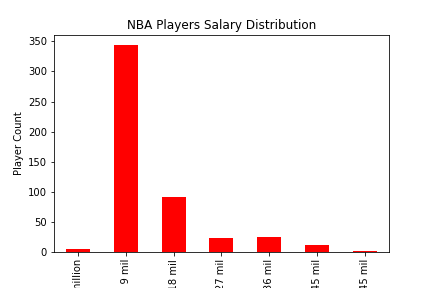 NBA Players Salary Distribution
Player Count
350
300
250
200
150
100
50
0
illion
9 mil
18 mil
27 mil
36 mil
45 mil
45 mil